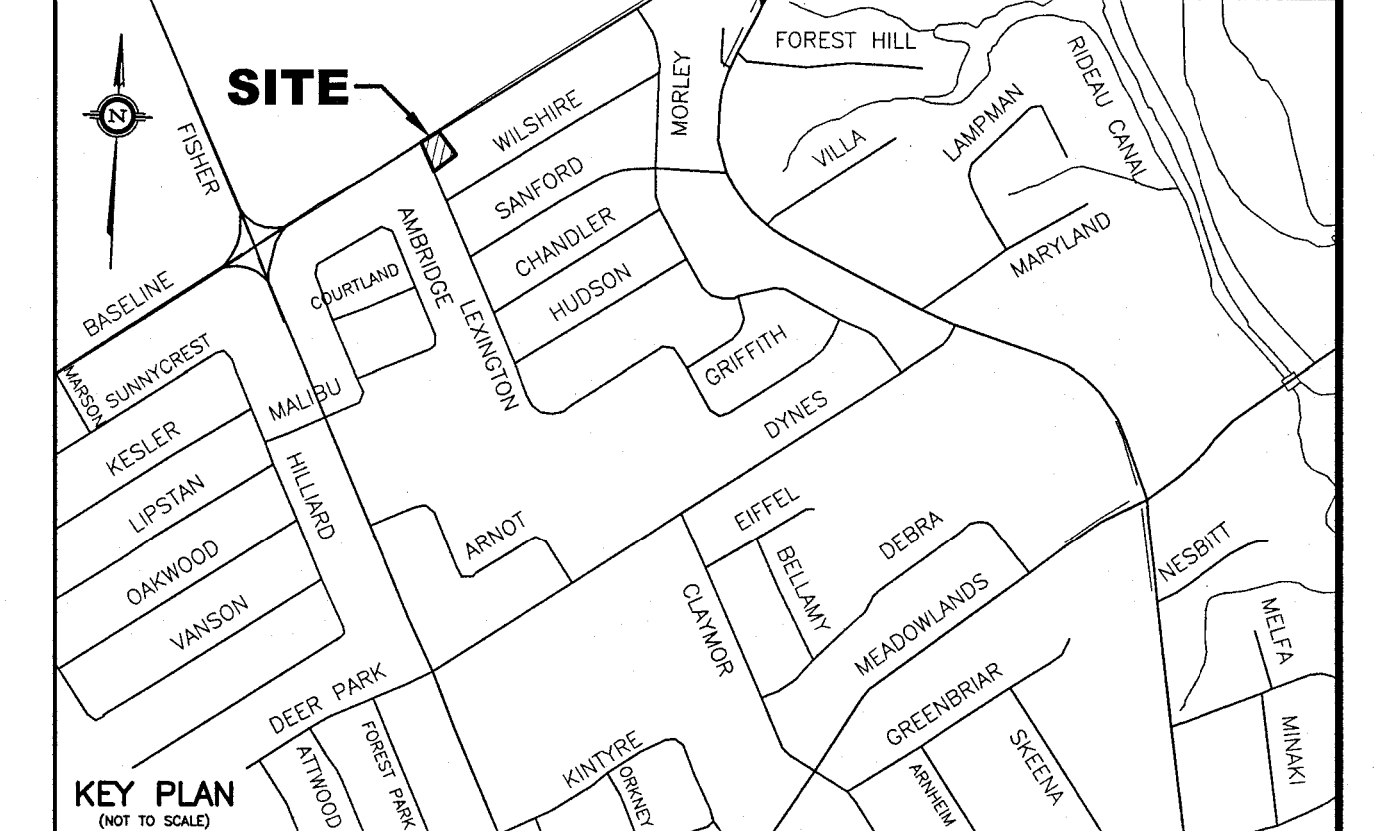 FOREST HILL
SITE
N
FISHER
WILSHIRE
MORLEY
RIDEAU CANAL
LAMPMAN
VILLA
SANFORD
AMBRIDGE
CHANDLER
MARYLAND
COURTLAND
HUDSON
BASELINE
LEXINGTON
SUNNYCREST
MARSON
GRIFFITH
MALIBU
DYNES
KESLER
LIPSTAN
HILLIARD
EIFFEL
ARNOT
DEBRA
BELLAMY
NESBITT
OAKWOOD
VANSON
CLAYMOR
MEADOWLANDS
MELFA
DEER PARK
GREENBRIAR
FOREST PARK
ATTWOOD
KINTYRE
ORKNEY
SKEENA
ARNHEIM
MINAKI
KEY PLAN
(NOT TO SCALE)